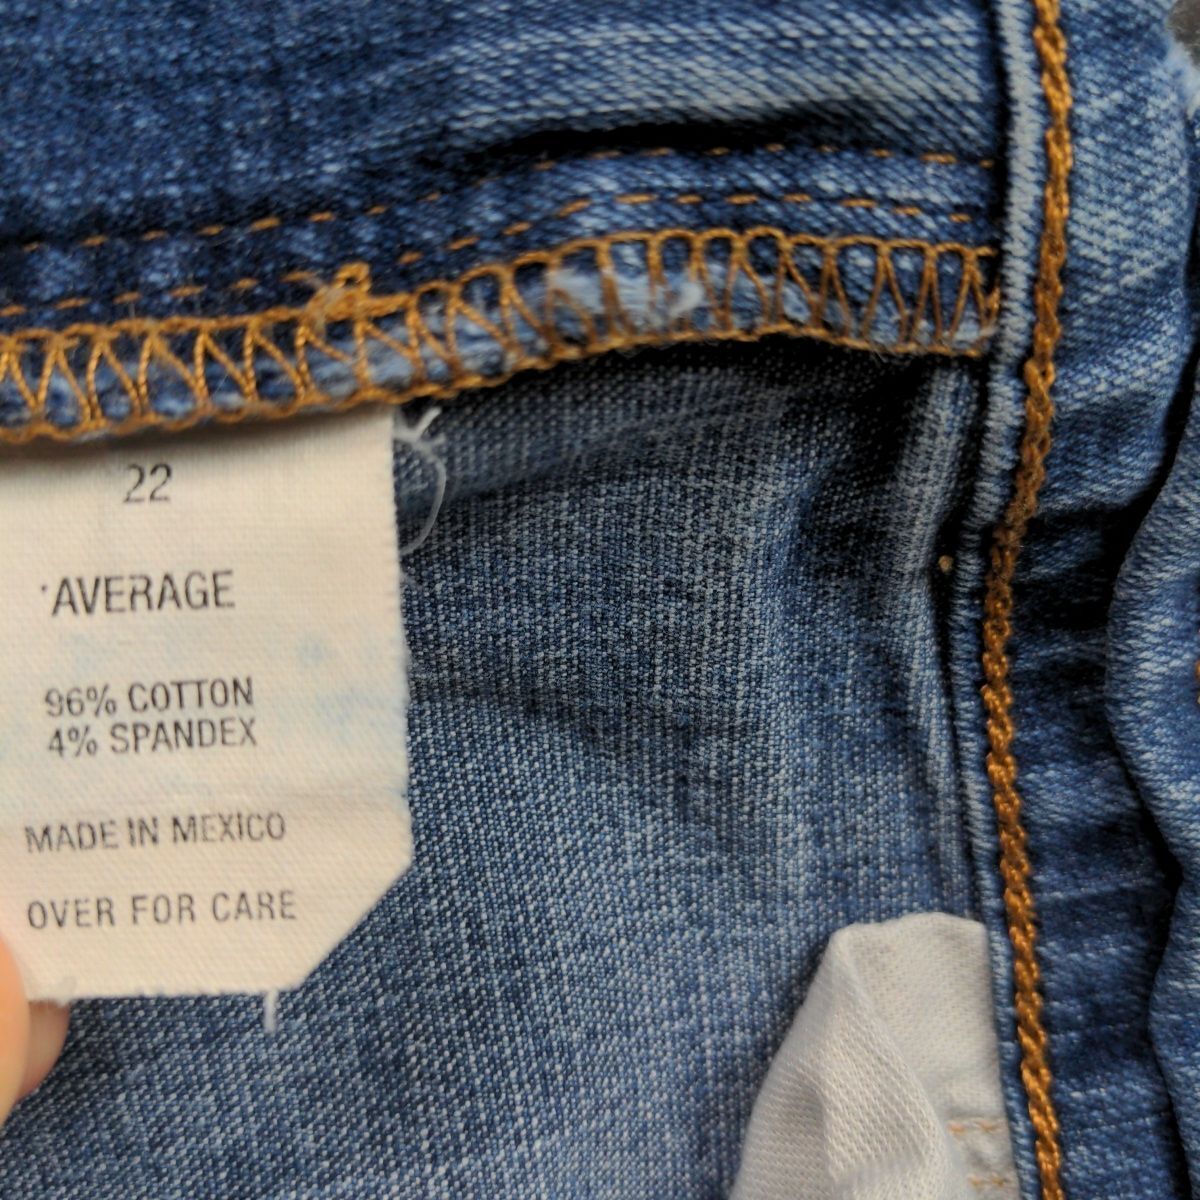 22
AVERAGE
96% COTTON
4% SPANDEX
MADE IN MEXICO
OVER FOR CARE